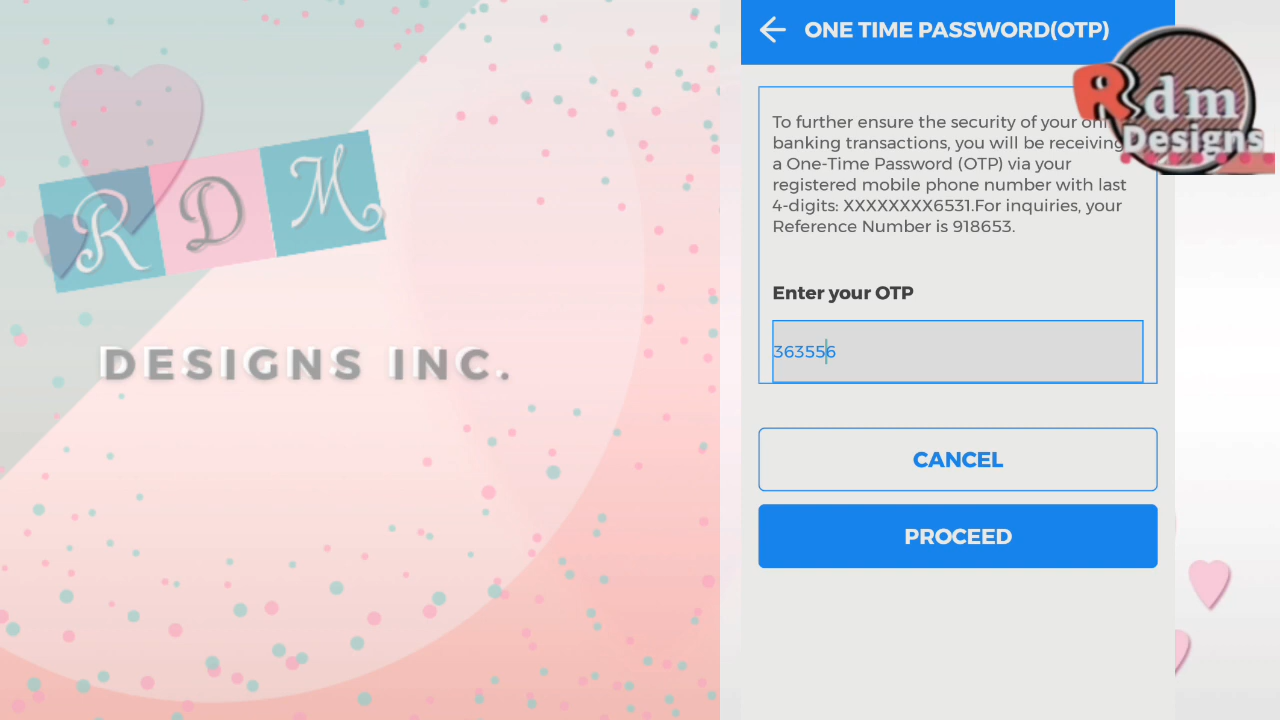 R D M
DESIGNS INC.
ONE TIME PASSWORD(OTP)
Rdm
Designs
To further ensure the security of your onli
banking transactions, you will be receiving
a One-Time Password (OTP) via your
registered mobile phone number with last
4-digits: XXXXXXXX6531.For inquiries, your
Reference Number is 918653.
Enter your OTP
363556
CANCEL
PROCEED